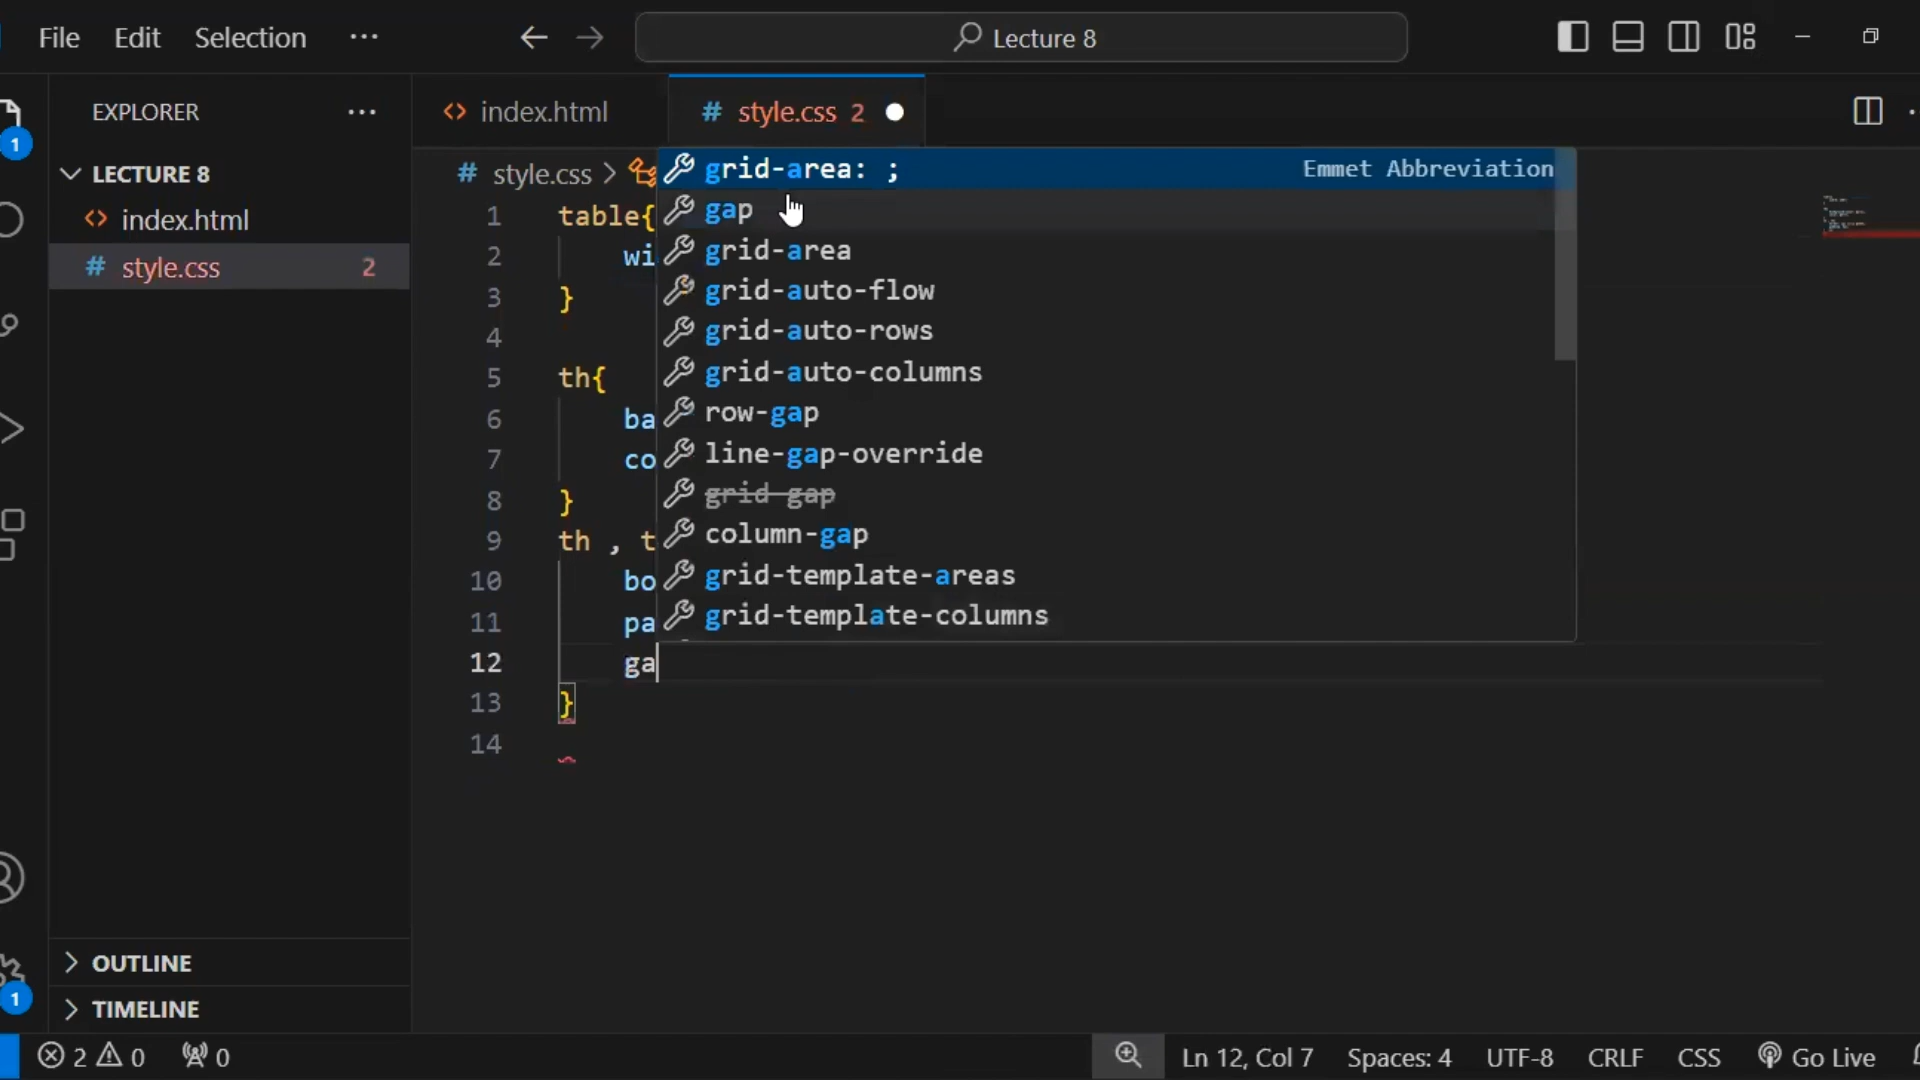 File Edit Selection ··· Lecture 8
EXPLORER ···
LECTURE 8
index.html
style.css 2
index.html style.css 2
style.css >
1 table{
2 wi
3 }
4
5 th{
6 ba
7 co
8 }
9 th , t
10 bo
11 pa
12 ga
13 }
14
grid-area: ; Emmet Abbreviation
gap
grid-area
grid-auto-flow
grid-auto-rows
grid-auto-columns
row-gap
line-gap-override
grid-gap
column-gap
grid-template-areas
grid-template-columns
1
1
OUTLINE
TIMELINE
2 0 0 Ln 12, Col 7 Spaces: 4 UTF-8 CRLF CSS Go Live